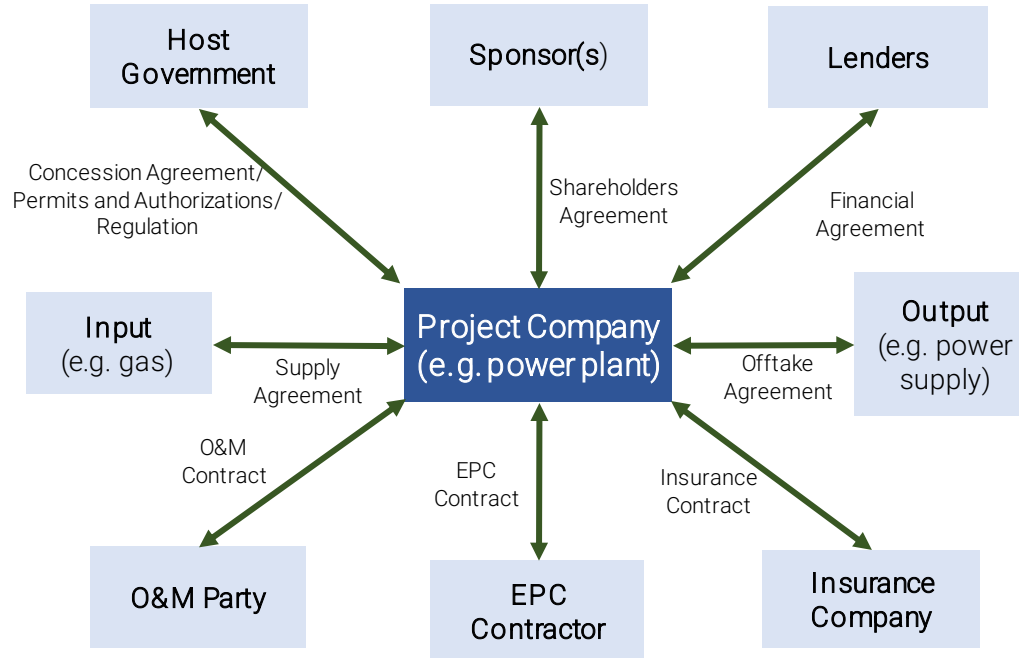 Host
Government
Sponsor(s)
Lenders
Concession Agreement/
Permits and Authorizations/
Regulation
Shareholders
Agreement
Financial
Agreement
Input
(e.g. gas)
Supply
Agreement
Project Company
(e.g. power plant)
Offtake
Agreement
Output
(e.g. power
supply)
O&M
Contract
EPC
Contract
Insurance
Contract
O&M Party
EPC
Contractor
Insurance
Company